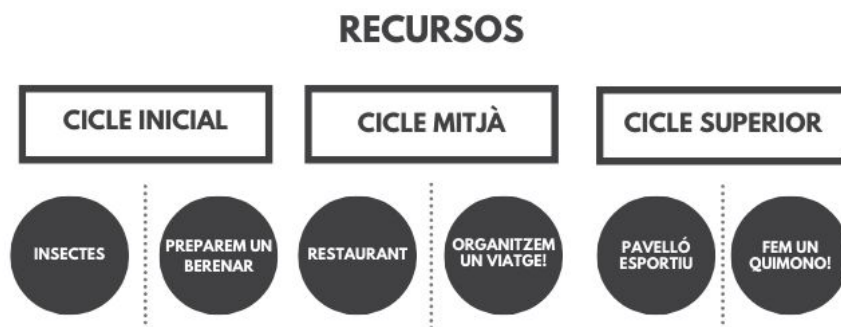 RECURSOS
CICLE INICIAL
CICLE MITJÀ
CICLE SUPERIOR
INSECTES
PREPAREM UN
BERENAR
RESTAURANT
ORGANITZEM
UN VIATGE!
PAVELLÓ
ESPORTIU
FEM UN
QUIMONO!